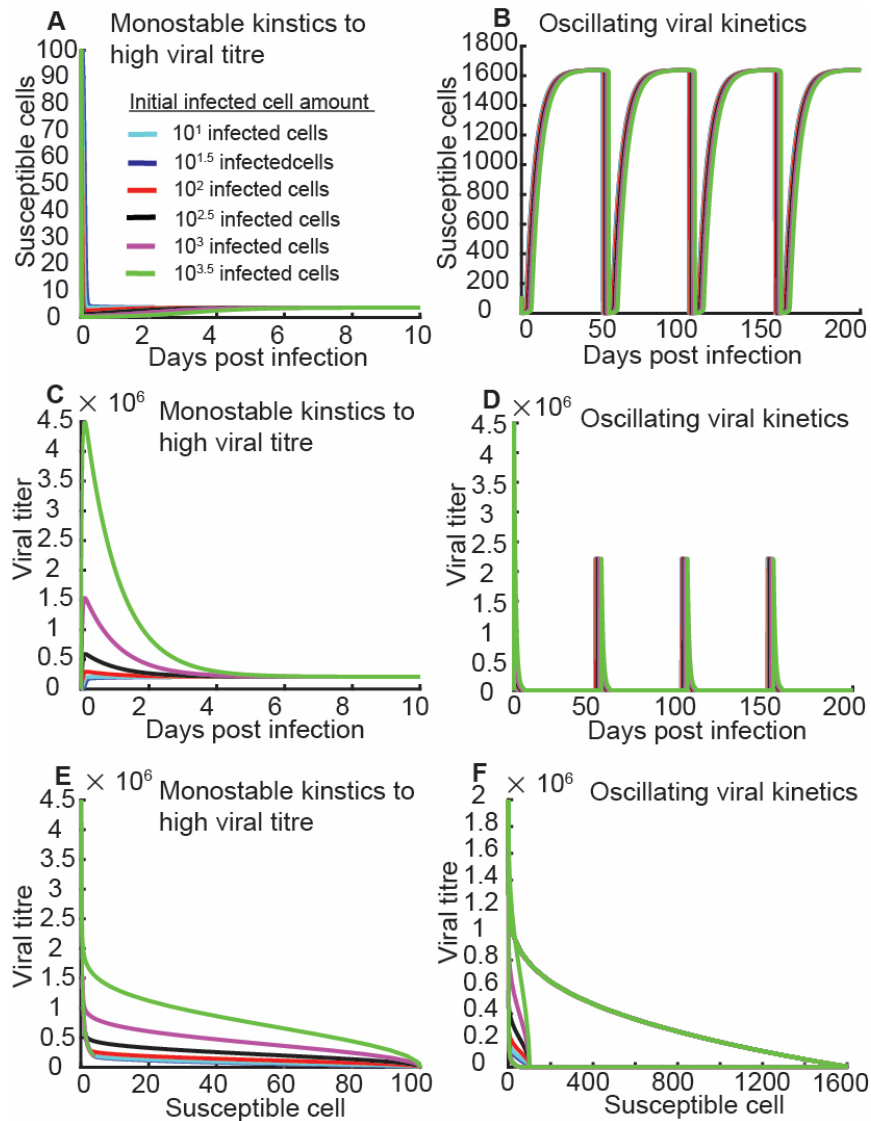 A
Monostable kinstics to
high viral titre
Susceptible cells
100
90
80
70
60
50
40
30
20
10
0
Initial infected cell amount
10¹ infected cells
10¹·⁵ infectedcells
10² infected cells
10²·⁵ infected cells
10³ infected cells
10³·⁵ infected cells
0 2 4 6 8 10
Days post infection
B
Oscillating viral kinetics
Susceptible cells
1800
1600
1400
1200
1000
800
600
400
200
0
0 50 100 150 200
Days post infection
C
× 10⁶
Monostable kinstics to
high viral titre
Viral titer
4.5
4
3.5
3
2.5
2
1.5
1
0.5
0
0 2 4 6 8 10
Days post infection
D
× 10⁶
Oscillating viral kinetics
Viral titer
4.5
4
3.5
3
2.5
2
1.5
1
0.5
0
0 50 100 150 200
Days post infection
E
× 10⁶
Monostable kinstics to
high viral titre
Viral titre
4.5
4
3.5
3
2.5
2
1.5
1
0.5
0
0 20 40 60 80 100
Susceptible cell
F
× 10⁶
Oscillating viral kinetics
Viral titre
2
1.8
1.6
1.4
1.2
1
0.8
0.6
0.4
0.2
0
0 400 800 1200 1600
Susceptible cell